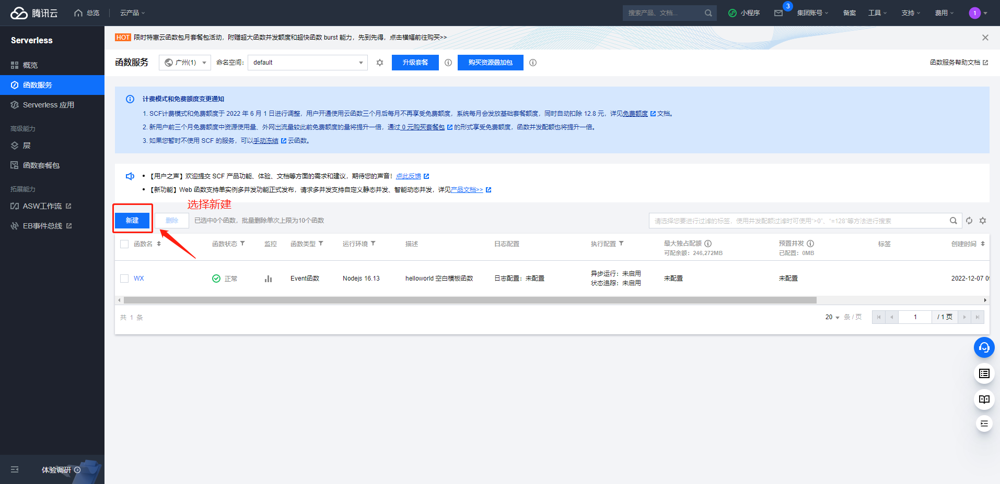 腾讯云 总览 云产品 搜索产品、文档... 小程序 3 集团账号 备案 工具 支持 费用 1
Serverless
概览
函数服务
Serverless 应用
高级能力
层
函数套餐包
拓展能力
ASW工作流
EB事件总线
体验调研
HOT 限时特惠云函数包月套餐包活动，附赠超大函数并发额度和超快函数 burst 能力，先到先得，点击横幅前往购买>>
函数服务 广州(1) 命名空间: default 升级套餐 购买资源叠加包 函数服务帮助文档
计费模式和免费额度变更通知
1. SCF计费模式和免费额度于 2022 年 6 月 1 日进行调整，用户开通使用云函数三个月后每月不再享受免费额度，系统每月会发放基础套餐额度，同时自动扣除 12.8 元，详见免费额度 文档。
2. 新用户前三个月免费额度中资源使用量、外网出流量较此前免费额度的量将提升一倍，通过 0 元购买套餐包 的形式享受免费额度，函数并发配额也将提升一倍。
3. 如果您暂时不使用 SCF 的服务，可以手动冻结 云函数。
• 【用户之声】欢迎提交 SCF 产品功能、体验、文档等方面的需求和建议，期待您的声音！点此反馈
• 【新功能】Web 函数支持单实例多并发功能正式发布，请求多并发支持自定义静态并发、智能动态并发，详见产品文档>>
选择新建
新建 删除 已选中0个函数，批量删除单次上限为10个函数 请选择您要进行过滤的标签，使用并发配额过滤时可使用“>0”、“=128”等方法进行搜索
函数名 函数状态 监控 函数类型 运行环境 描述 日志配置 执行配置 最大独占配额 预置并发 标签 创建时间
可配余额：246,272MB 已配置：0MB
WX 正常 Event函数 Nodejs 16.13 helloworld 空白模板函数 日志配置：未配置 异步运行：未启用 未配置 未配置 2022-12-07 09
状态追踪：未启用
共 1 条 20 条 / 页 1 / 1 页